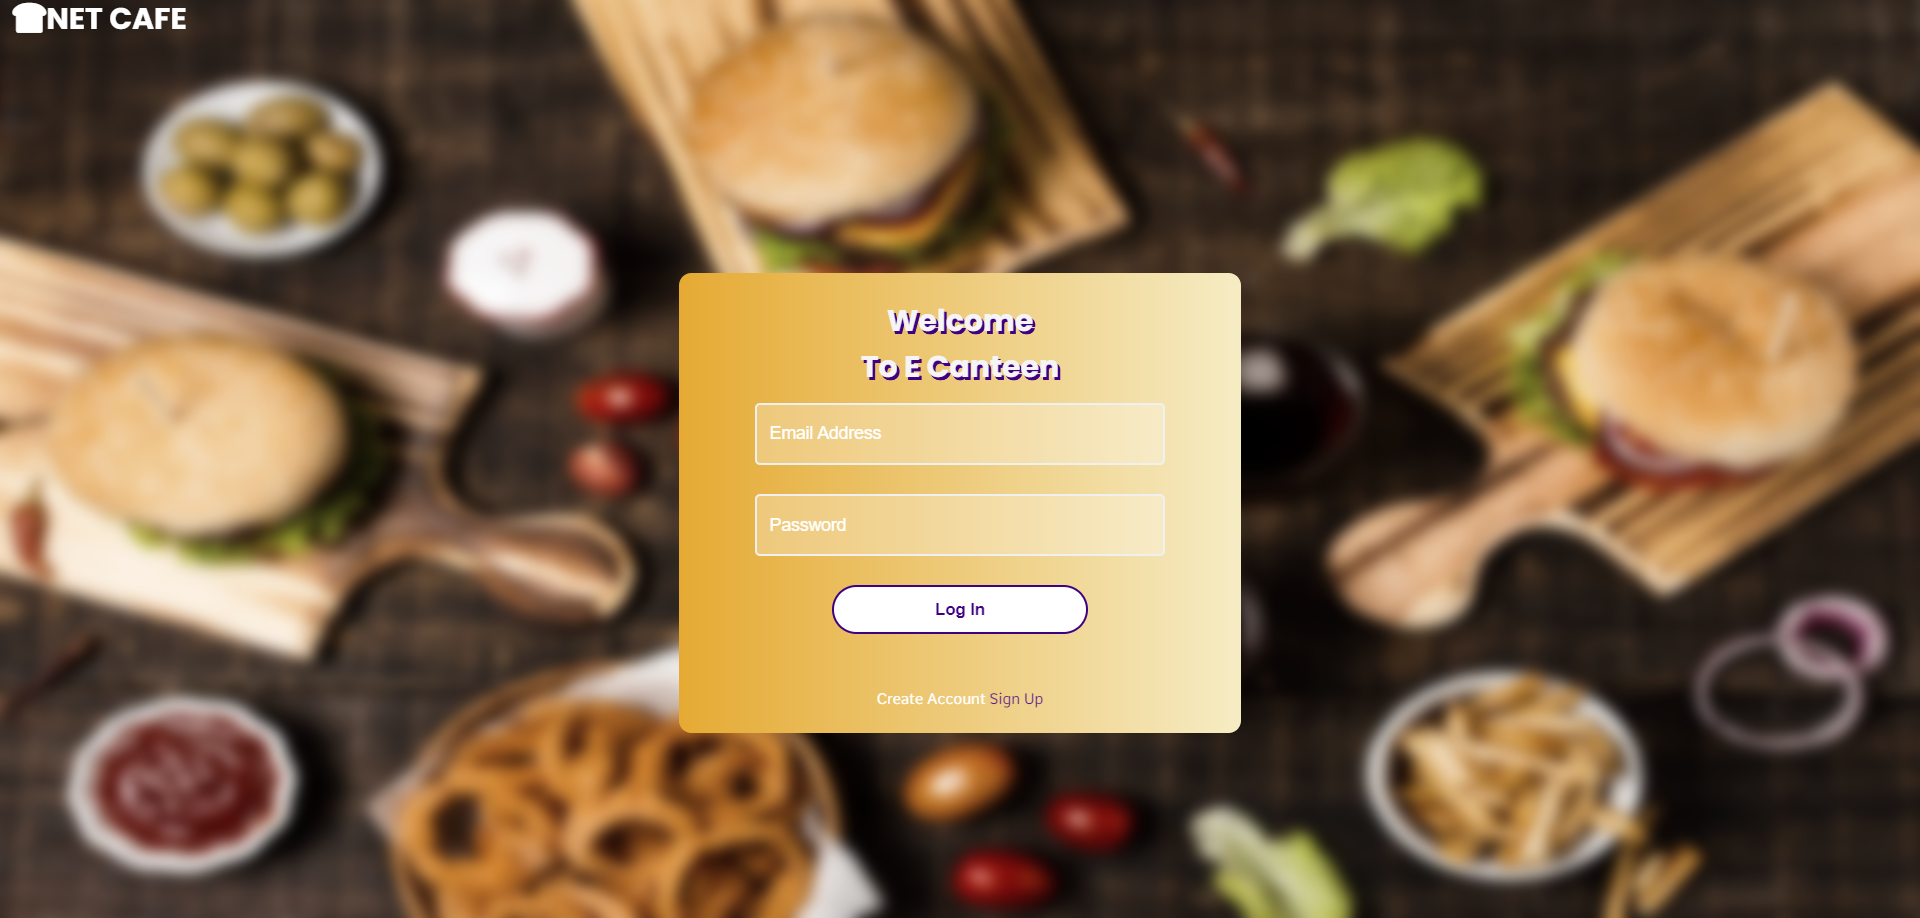 NET CAFE
Welcome
To E Canteen
Email Address
Password
Log In
Create Account Sign Up